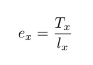 $e_x = \frac{T_x}{l_x}$